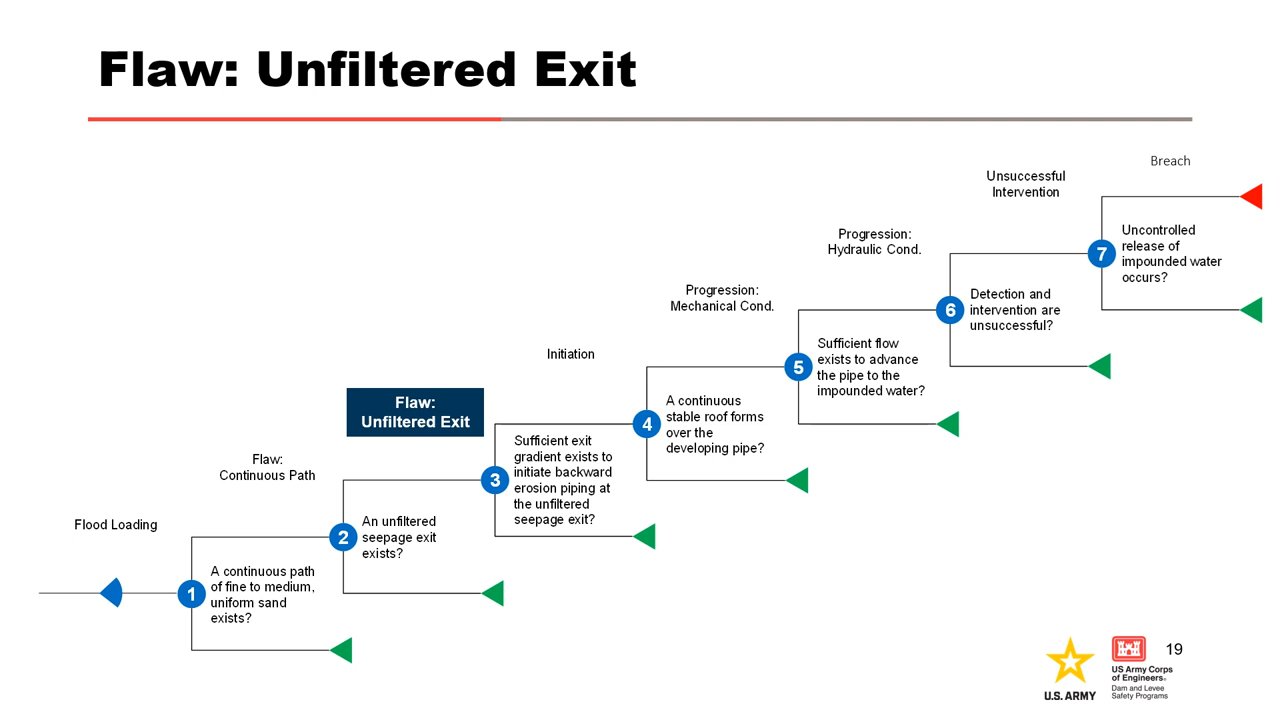 Flaw: Unfiltered Exit
Breach
Unsuccessful
Intervention
7
Uncontrolled
release of
impounded water
occurs?
Progression:
Hydraulic Cond.
6
Detection and
intervention are
unsuccessful?
Progression:
Mechanical Cond.
5
Sufficient flow
exists to advance
the pipe to the
impounded water?
Initiation
4
A continuous
stable roof forms
over the
developing pipe?
Flaw:
Unfiltered Exit
3
Sufficient exit
gradient exists to
initiate backward
erosion piping at
the unfiltered
seepage exit?
Flaw:
Continuous Path
2
An unfiltered
seepage exit
exists?
Flood Loading
1
A continuous path
of fine to medium,
uniform sand
exists?
U.S. ARMY
US Army Corps
of Engineers®
Dam and Levee
Safety Programs
19